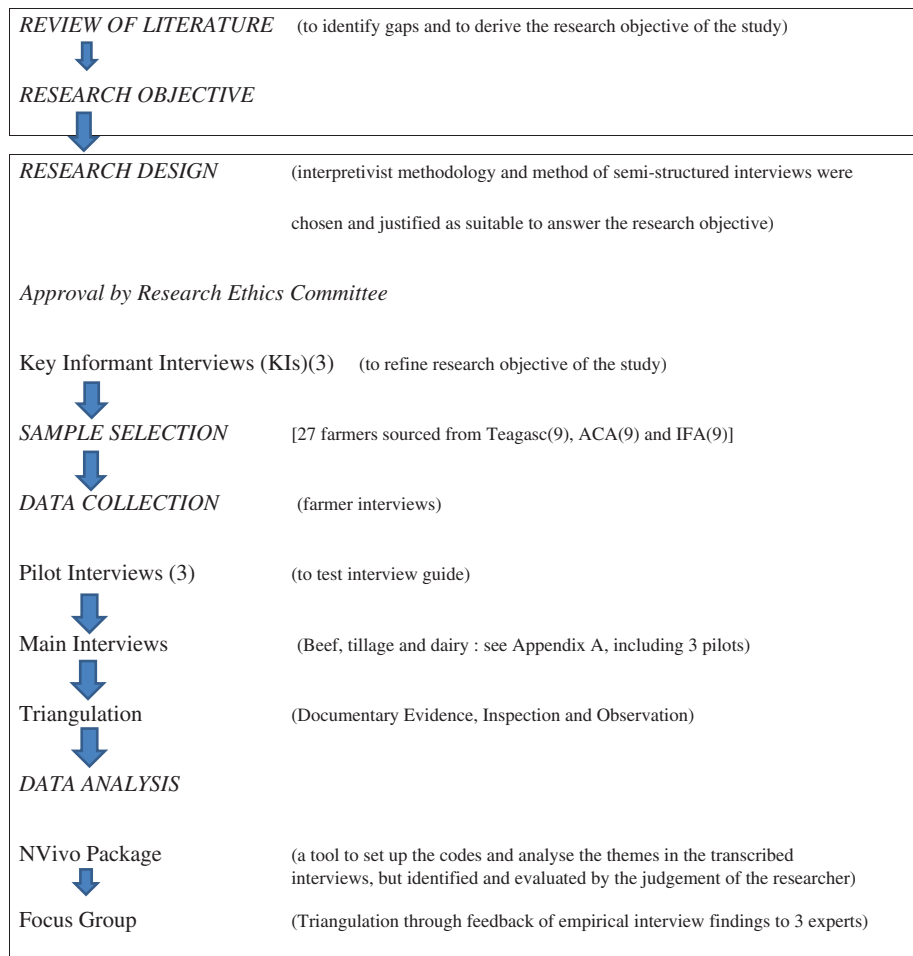 REVIEW OF LITERATURE (to identify gaps and to derive the research objective of the study)
RESEARCH OBJECTIVE
RESEARCH DESIGN (interpretivist methodology and method of semi-structured interviews were
chosen and justified as suitable to answer the research objective)
Approval by Research Ethics Committee
Key Informant Interviews (KIs)(3) (to refine research objective of the study)
SAMPLE SELECTION [27 farmers sourced from Teagasc(9), ACA(9) and IFA(9)]
DATA COLLECTION (farmer interviews)
Pilot Interviews (3) (to test interview guide)
Main Interviews (Beef, tillage and dairy : see Appendix A, including 3 pilots)
Triangulation (Documentary Evidence, Inspection and Observation)
DATA ANALYSIS
NVivo Package (a tool to set up the codes and analyse the themes in the transcribed
interviews, but identified and evaluated by the judgement of the researcher)
Focus Group (Triangulation through feedback of empirical interview findings to 3 experts)